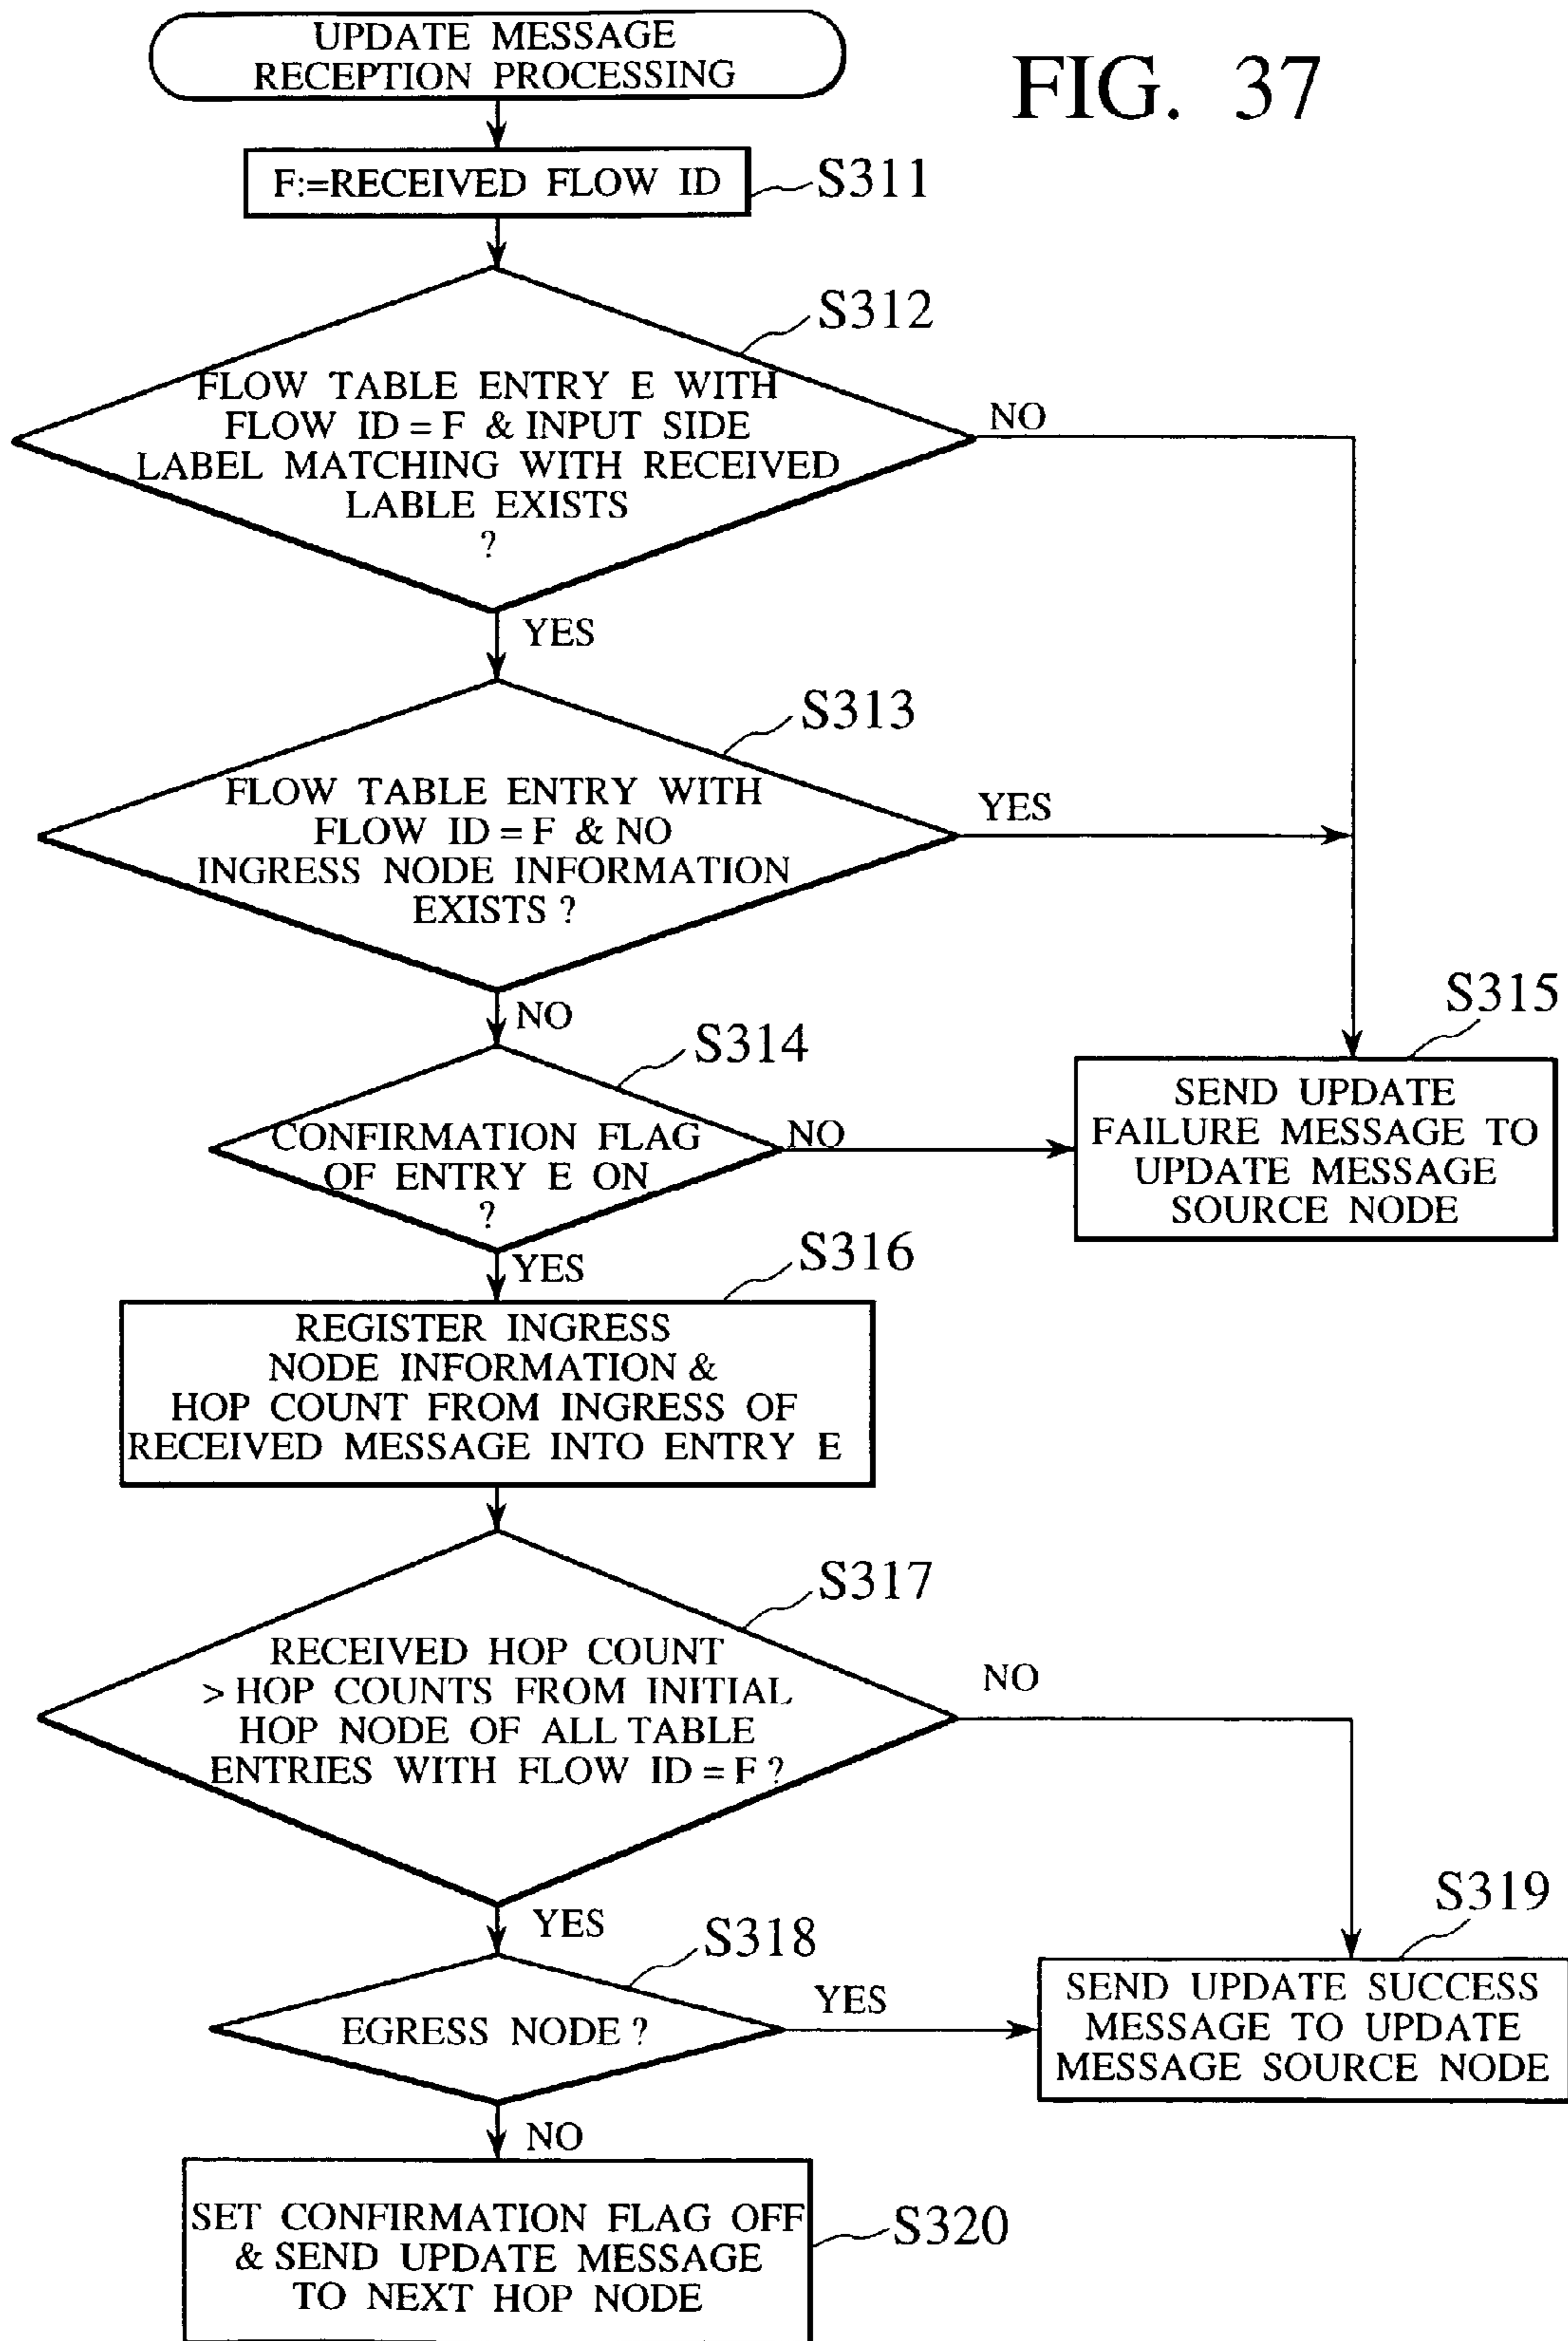 UPDATE MESSAGE
RECEPTION PROCESSING
FIG. 37
F:=RECEIVED FLOW ID
S311
S312
FLOW TABLE ENTRY E WITH
FLOW ID = F & INPUT SIDE
LABEL MATCHING WITH RECEIVED
LABLE EXISTS
?
NO
YES
S313
FLOW TABLE ENTRY WITH
FLOW ID = F & NO
INGRESS NODE INFORMATION
EXISTS ?
YES
NO
S314
CONFIRMATION FLAG
OF ENTRY E ON
?
NO
S315
SEND UPDATE
FAILURE MESSAGE TO
UPDATE MESSAGE
SOURCE NODE
YES
S316
REGISTER INGRESS
NODE INFORMATION &
HOP COUNT FROM INGRESS OF
RECEIVED MESSAGE INTO ENTRY E
S317
RECEIVED HOP COUNT
> HOP COUNTS FROM INITIAL
HOP NODE OF ALL TABLE
ENTRIES WITH FLOW ID = F ?
NO
YES
S318
EGRESS NODE ?
YES
S319
SEND UPDATE SUCCESS
MESSAGE TO UPDATE
MESSAGE SOURCE NODE
NO
SET CONFIRMATION FLAG OFF
& SEND UPDATE MESSAGE
TO NEXT HOP NODE
S320